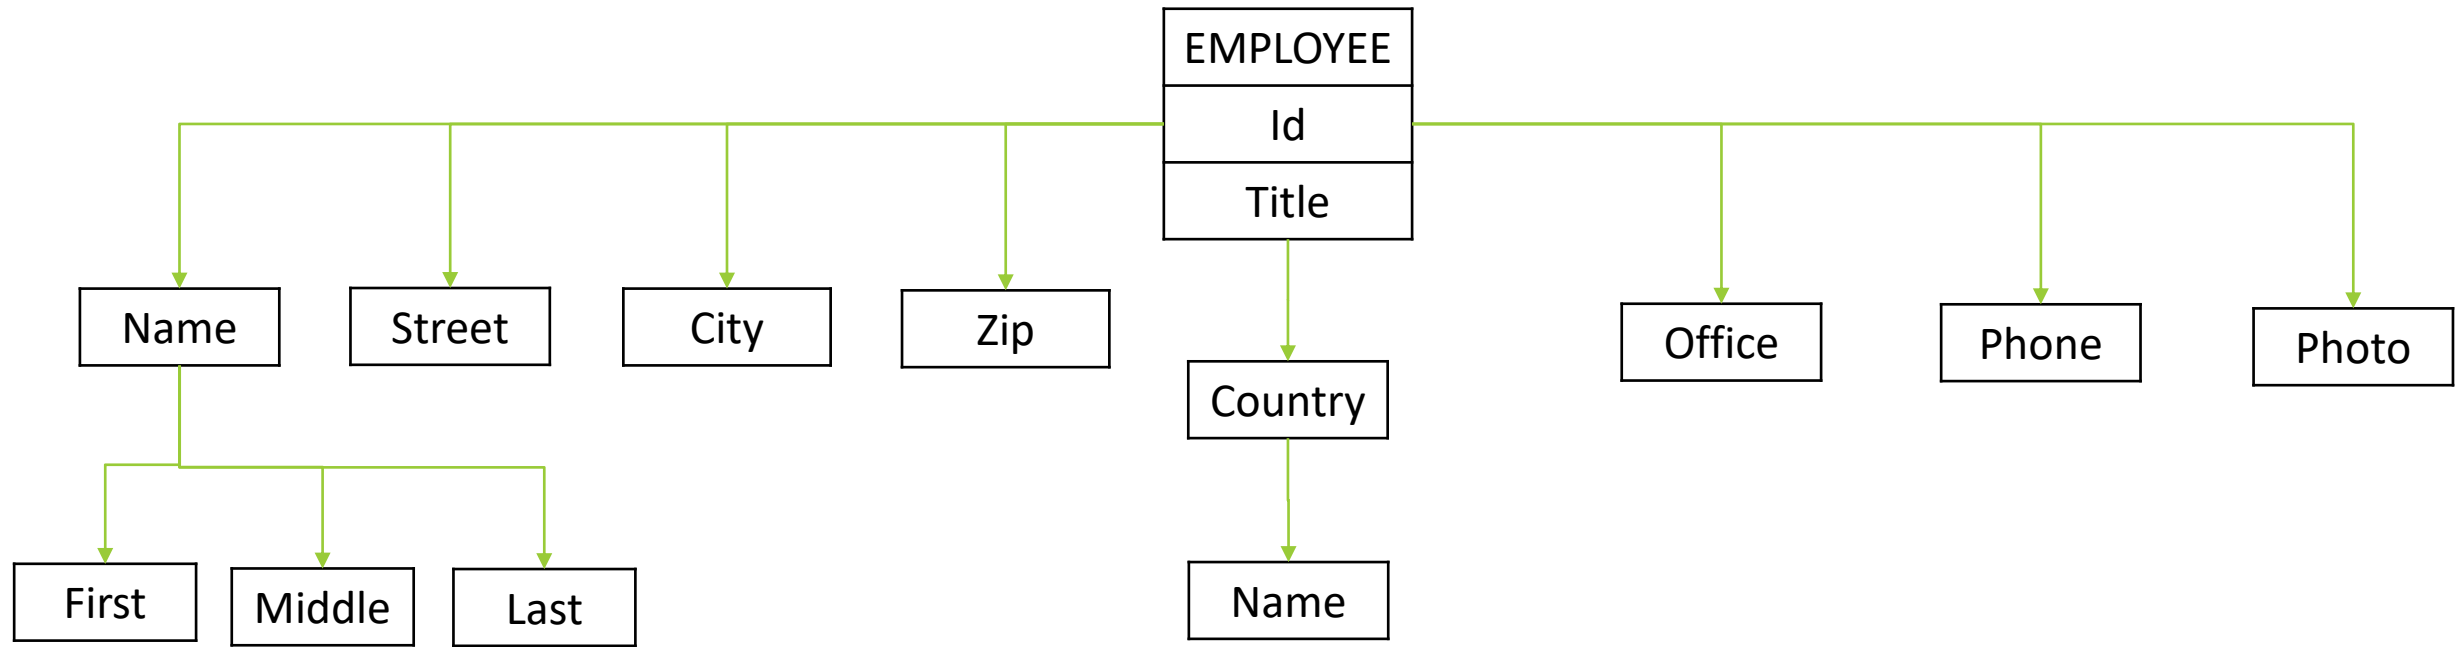 EMPLOYEE
Id
Title
Name
Street
City
Zip
Country
Office
Phone
Photo
First
Middle
Last
Name